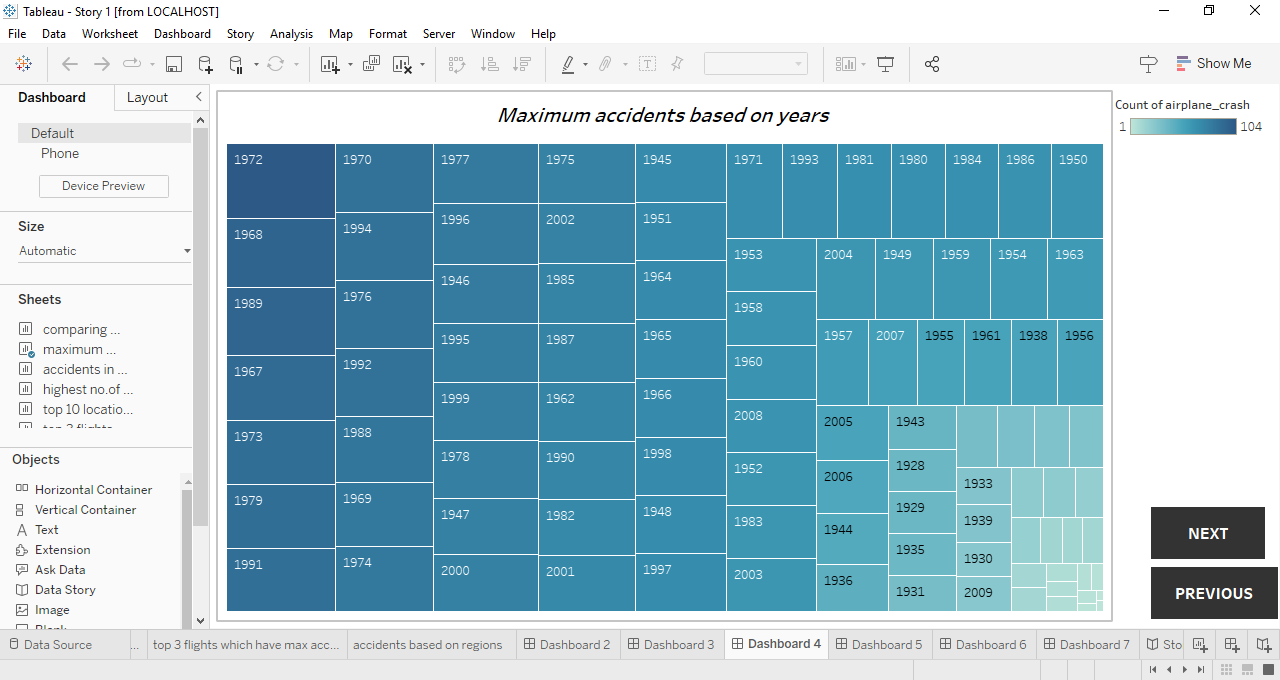 Tableau - Story 1 [from LOCALHOST]
File Data Worksheet Dashboard Story Analysis Map Format Server Window Help
Show Me
Dashboard Layout
Default
Phone
Device Preview
Size
Automatic
Sheets
comparing ...
maximum ...
accidents in ...
highest no.of ...
top 10 locatio...
top 3 flights
Objects
Horizontal Container
Vertical Container
Text
Extension
Ask Data
Data Story
Image
Blank
Maximum accidents based on years
1972
1968
1989
1967
1973
1979
1991
1970
1994
1976
1992
1988
1969
1974
1977
1996
1946
1995
1999
1978
1947
2000
1975
2002
1985
1987
1962
1990
1982
2001
1945
1951
1964
1965
1966
1998
1948
1997
1971 1993 1981 1980 1984 1986 1950
1953
1958
1960
2008
1952
1983
2003
2004 1949 1959 1954 1963
1957 2007 1955 1961 1938 1956
2005
2006
1944
1936
1943
1928
1929
1935
1931
1933
1939
1930
2009
Count of airplane_crash
1 104
NEXT
PREVIOUS
Data Source ... top 3 flights which have max acc... accidents based on regions Dashboard 2 Dashboard 3 Dashboard 4 Dashboard 5 Dashboard 6 Dashboard 7 Sto